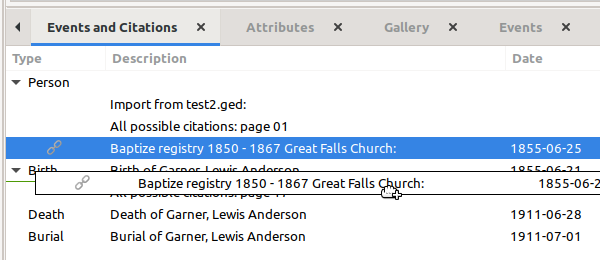 Events and Citations × Attributes × Gallery × Events ×
Type Description Date
Person
Import from test2.ged:
All possible citations: page 01
Baptize registry 1850 - 1867 Great Falls Church: 1855-06-25
Birth Birth of Garner, Lewis Anderson 1855-06-21
Baptize registry 1850 - 1867 Great Falls Church: 1855-06-2
All possible citations: page
Death Death of Garner, Lewis Anderson 1911-06-28
Burial Burial of Garner, Lewis Anderson 1911-07-01